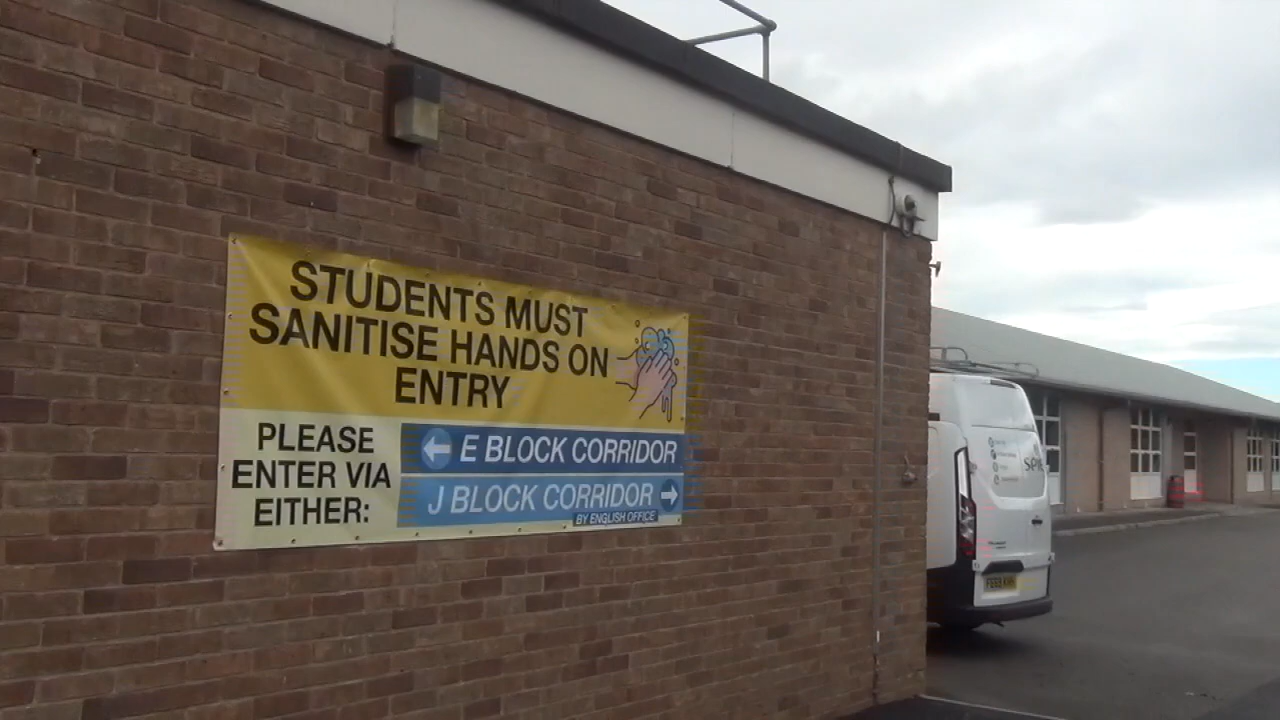 STUDENTS MUST
SANITISE HANDS ON
ENTRY
PLEASE
ENTER VIA
EITHER:
E BLOCK CORRIDOR
J BLOCK CORRIDOR
BY ENGLISH OFFICE